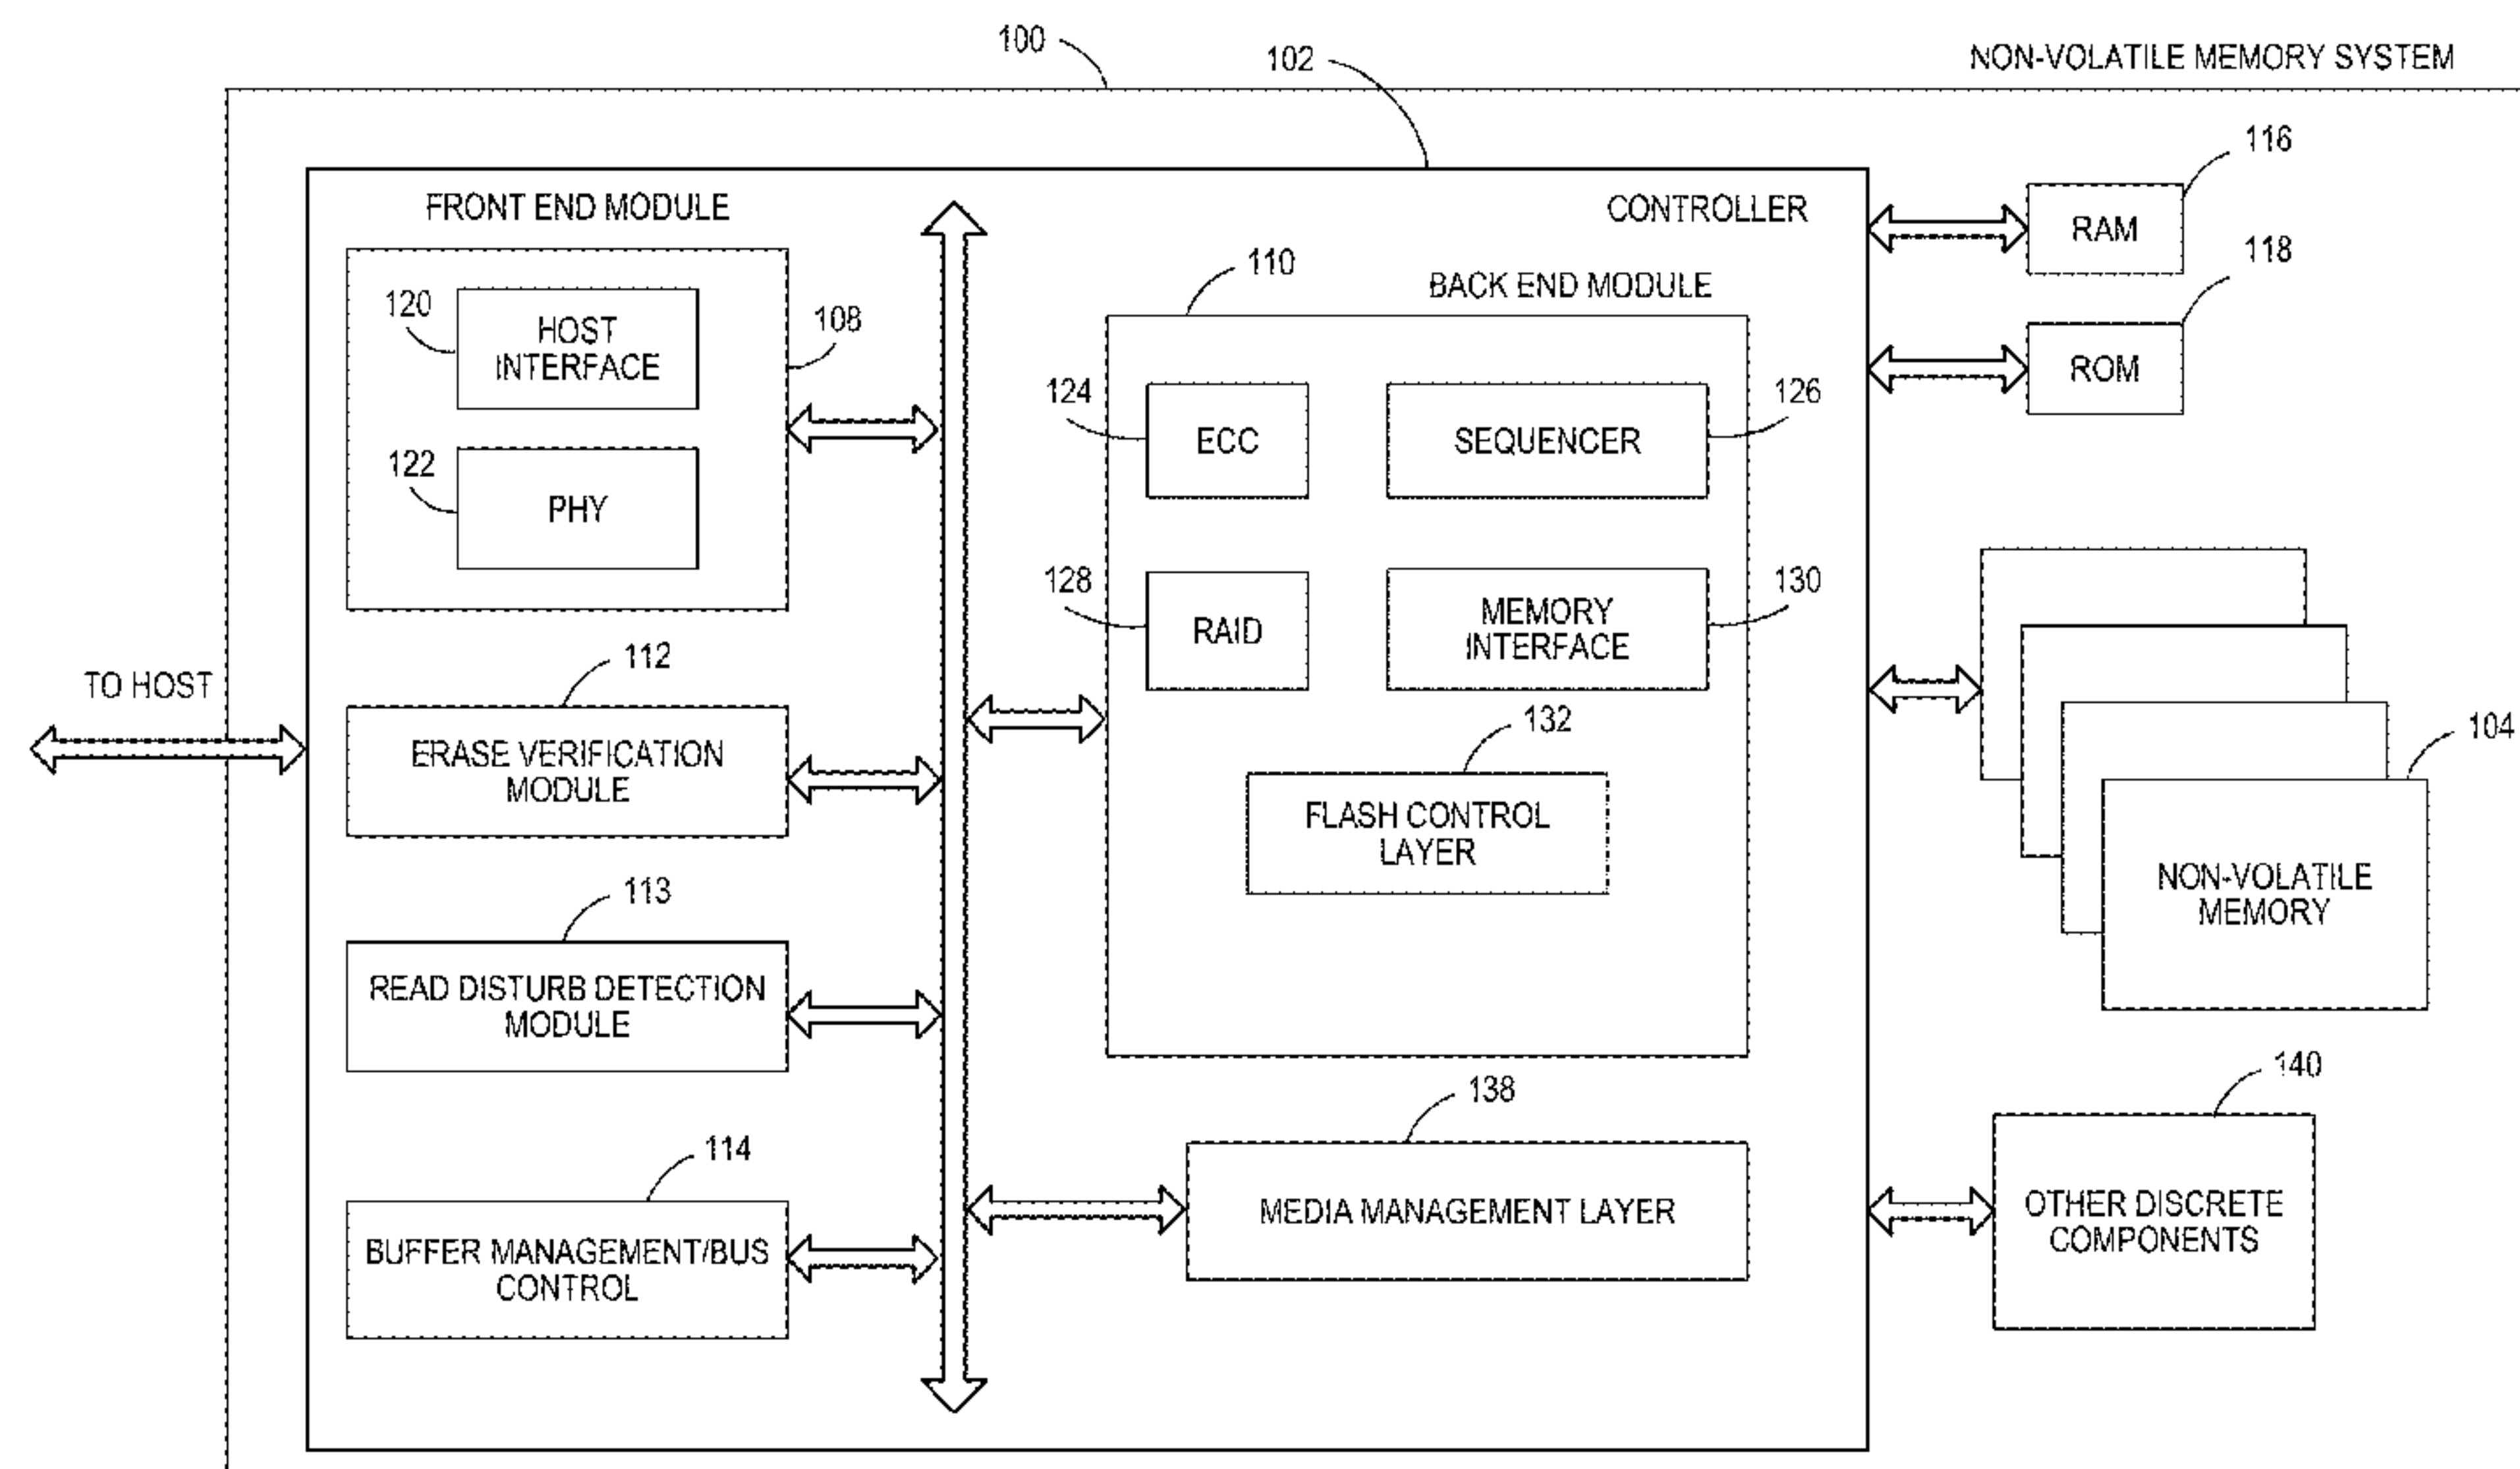 100
102
NON-VOLATILE MEMORY SYSTEM
116
FRONT END MODULE
CONTROLLER
RAM
110
BACK END MODULE
118
120
HOST
INTERFACE
108
ROM
124
ECC
SEQUENCER
126
122
PHY
128
RAID
MEMORY
INTERFACE
130
TO HOST
112
ERASE VERIFICATION
MODULE
132
FLASH CONTROL
LAYER
104
NON-VOLATILE
MEMORY
113
READ DISTURB DETECTION
MODULE
138
140
114
MEDIA MANAGEMENT LAYER
OTHER DISCRETE
COMPONENTS
BUFFER MANAGEMENT/BUS
CONTROL